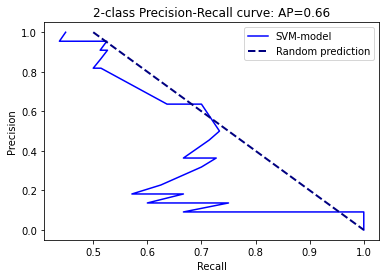 2-class Precision-Recall curve: AP=0.66
SVM-model
Random prediction
Precision
1.0
0.8
0.6
0.4
0.2
0.0
0.5 0.6 0.7 0.8 0.9 1.0
Recall